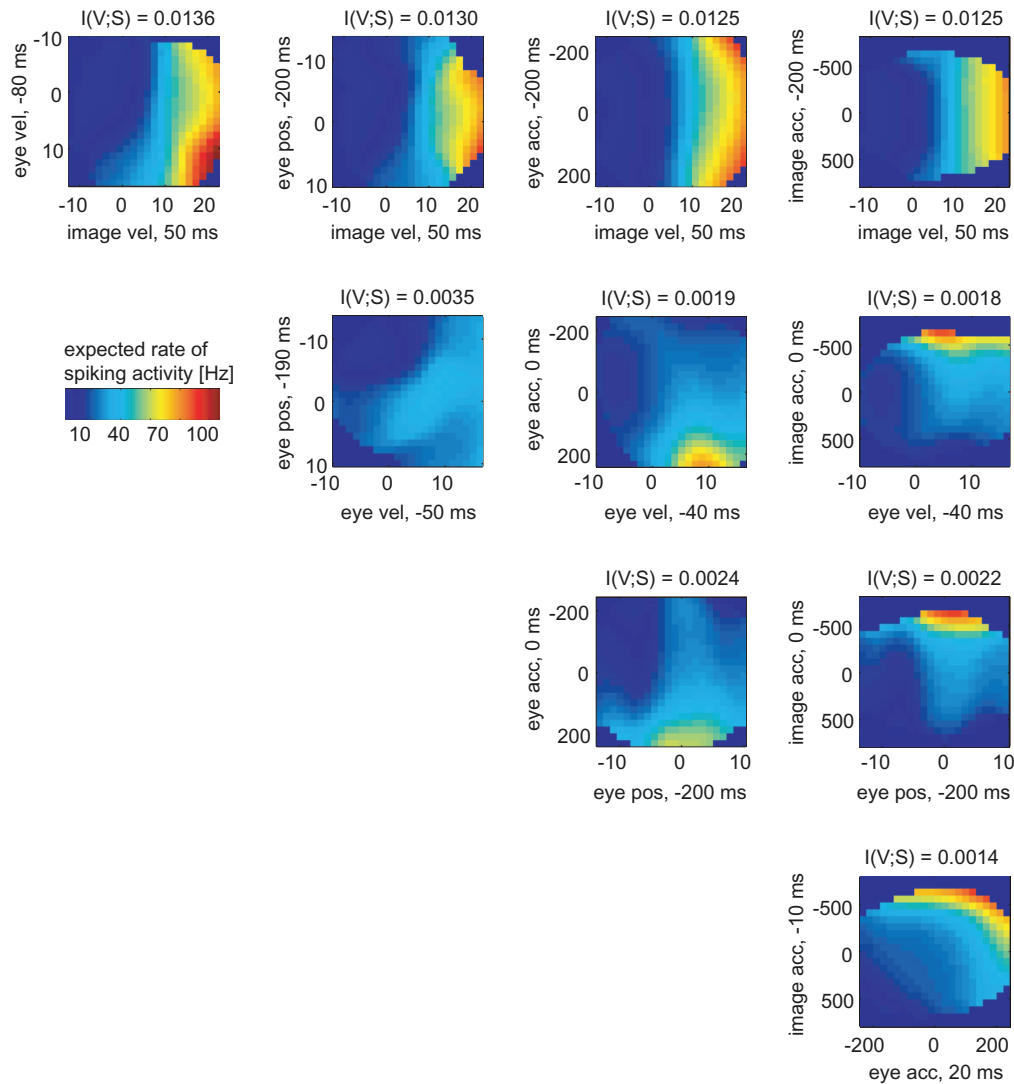 I(V;S) = 0.0136
I(V;S) = 0.0130
I(V;S) = 0.0125
I(V;S) = 0.0125
eye vel, -80 ms
-10
0
10
-10 0 10 20
image vel, 50 ms
eye pos, -200 ms
-10
0
10
-10 0 10 20
image vel, 50 ms
eye acc, -200 ms
-200
0
200
-10 0 10 20
image vel, 50 ms
image acc, -200 ms
-500
0
500
-10 0 10 20
image vel, 50 ms
expected rate of
spiking activity [Hz]
10 40 70 100
I(V;S) = 0.0035
eye pos, -190 ms
-10
0
10
-10 0 10
eye vel, -50 ms
I(V;S) = 0.0019
eye acc, 0 ms
-200
0
200
-10 0 10
eye vel, -40 ms
I(V;S) = 0.0018
image acc, 0 ms
-500
0
500
-10 0 10
eye vel, -40 ms
I(V;S) = 0.0024
eye acc, 0 ms
-200
0
200
-10 0 10
eye pos, -200 ms
I(V;S) = 0.0022
image acc, 0 ms
-500
0
500
-10 0 10
eye pos, -200 ms
I(V;S) = 0.0014
image acc, -10 ms
-500
0
500
-200 0 200
eye acc, 20 ms